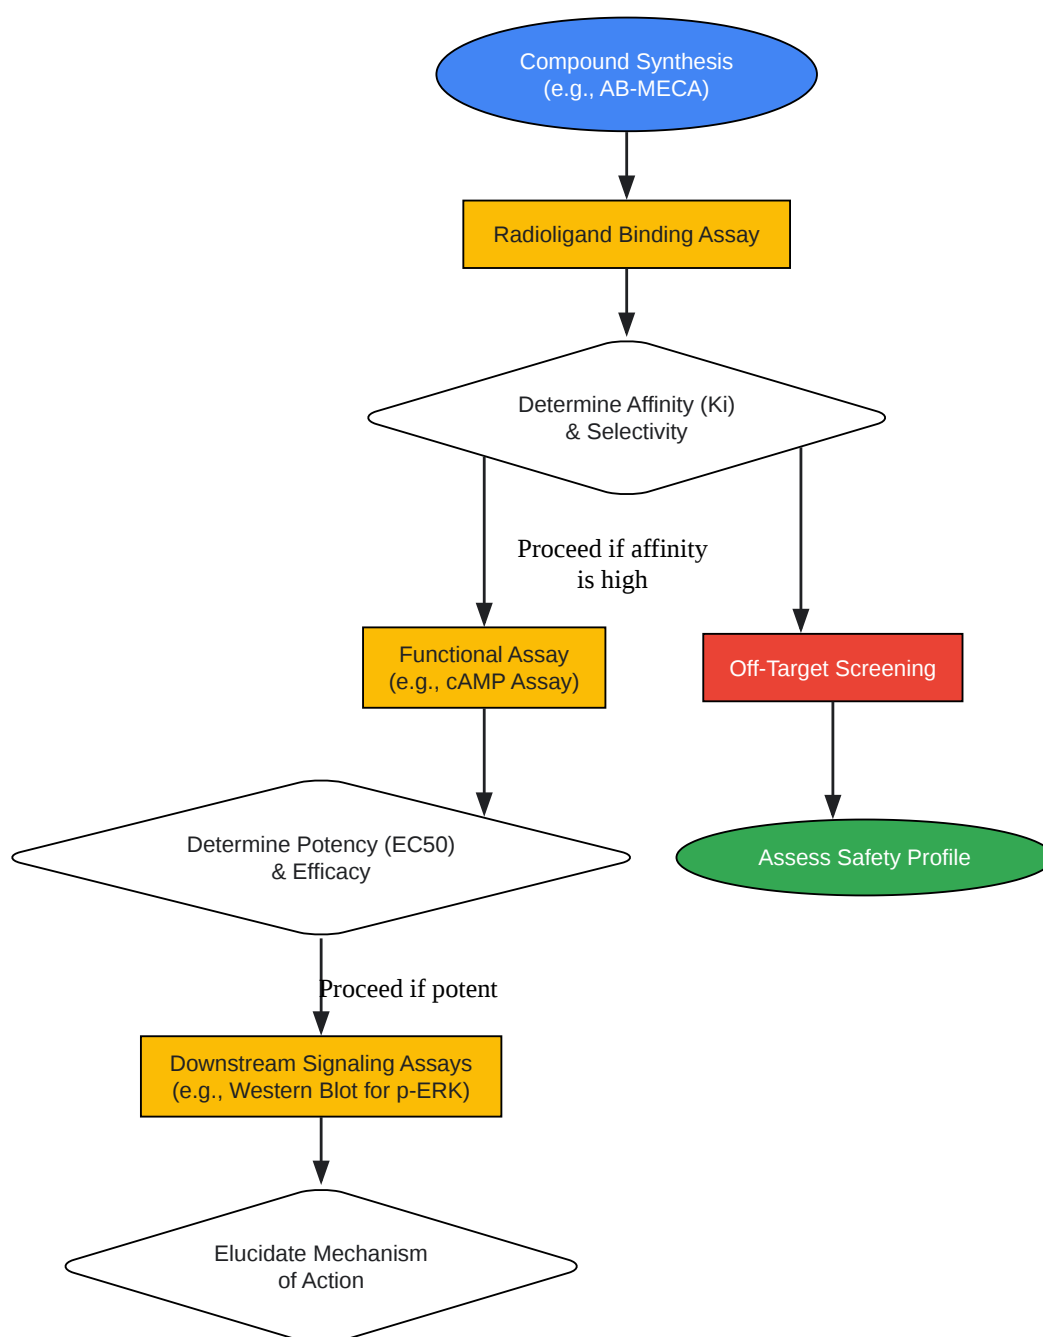 Compound Synthesis
(e.g., AB-MECA)
Radioligand Binding Assay
Determine Affinity (Ki)
& Selectivity
Proceed if affinity
is high
Functional Assay
(e.g., cAMP Assay)
Off-Target Screening
Determine Potency (EC50)
& Efficacy
Assess Safety Profile
Proceed if potent
Downstream Signaling Assays
(e.g., Western Blot for p-ERK)
Elucidate Mechanism
of Action